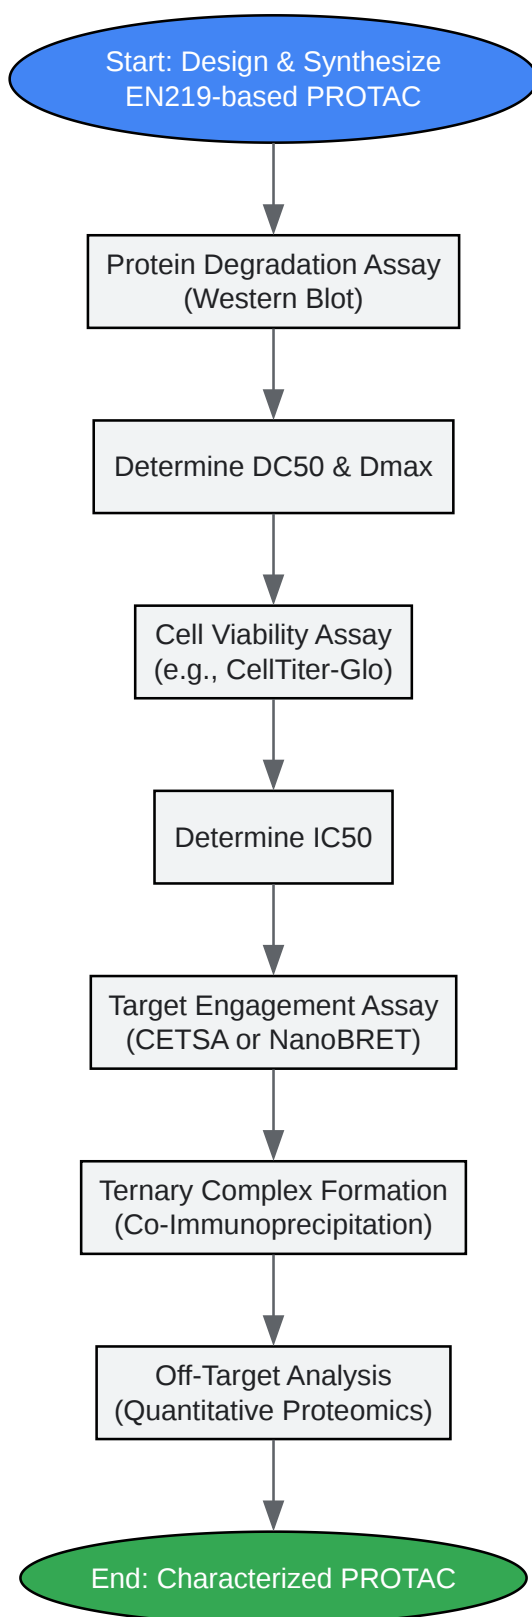 Start: Design & Synthesize
EN219-based PROTAC
Protein Degradation Assay
(Western Blot)
Determine DC50 & Dmax
Cell Viability Assay
(e.g., CellTiter-Glo)
Determine IC50
Target Engagement Assay
(CETSA or NanoBRET)
Ternary Complex Formation
(Co-Immunoprecipitation)
Off-Target Analysis
(Quantitative Proteomics)
End: Characterized PROTAC